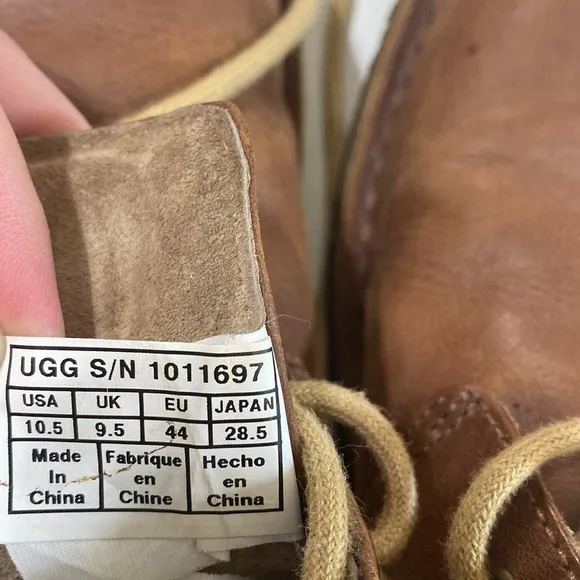 UGG S/N 1011697
USA UK EU JAPAN
10.5 9.5 44 28.5
Made Fabrique Hecho
In en en
China Chine China